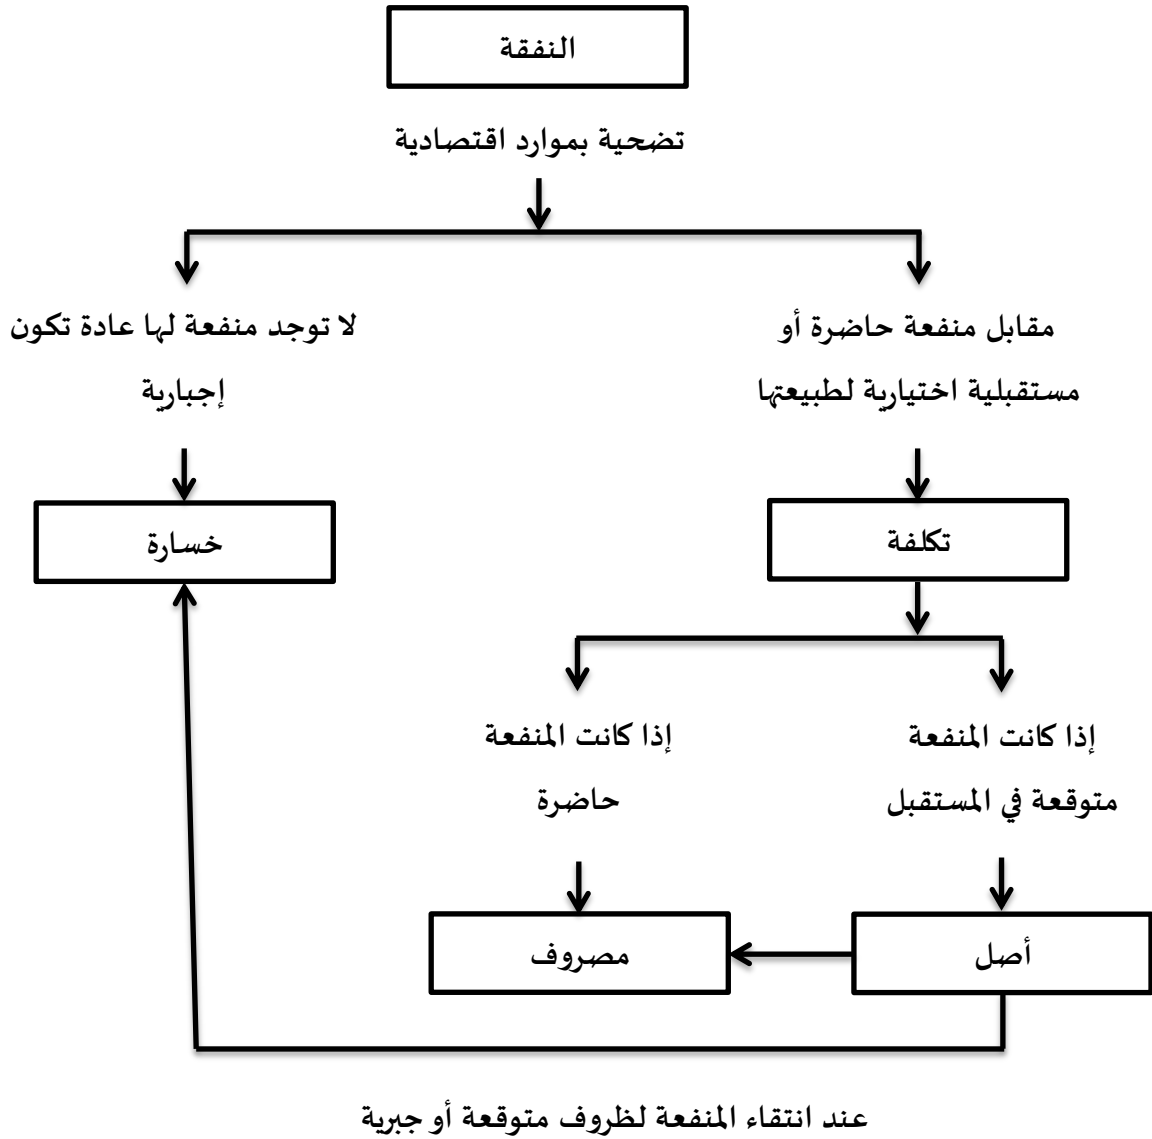 النفقة
تضحية بموارد اقتصادية
مقابل منفعة حاضرة أو
مستقبلية اختيارية لطبيعتها
لا توجد منفعة لها عادة تكون
إجبارية
تكلفة
خسارة
إذا كانت المنفعة
متوقعة في المستقبل
إذا كانت المنفعة
حاضرة
أصل
مصروف
عند انتقاء المنفعة لظروف متوقعة أو جبرية